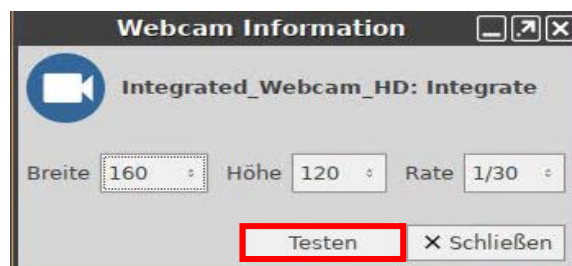 Webcam Information
Integrated_Webcam_HD: Integrate
Breite 160 Höhe 120 Rate 1/30
Testen Schließen